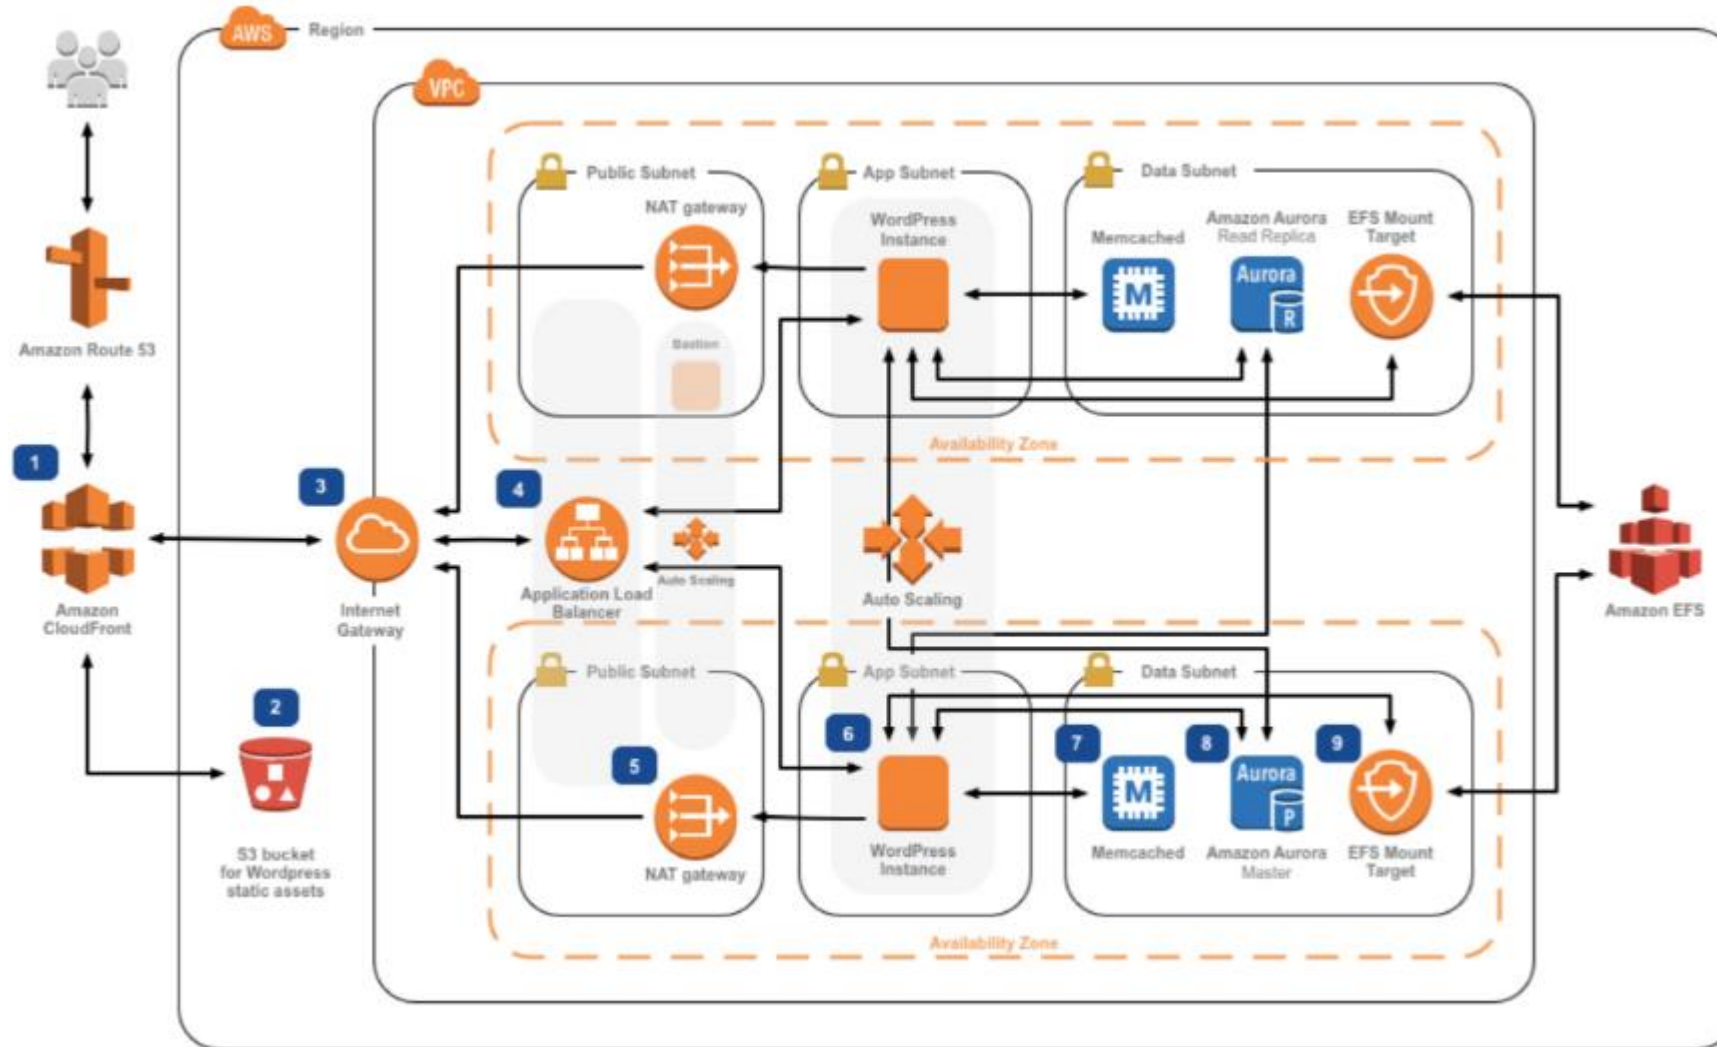 AWS
Region
VPC
Public Subnet
App Subnet
Data Subnet
NAT gateway
WordPress
Instance
Memcached
Amazon Aurora
Read Replica
EFS Mount
Target
M
Aurora
R
Bastion
Amazon Route 53
Availability Zone
1
3
4
Amazon
CloudFront
Internet
Gateway
Application Load
Balancer
Auto Scaling
Auto Scaling
Amazon EFS
Public Subnet
App Subnet
Data Subnet
2
5
6
7
8
9
M
Aurora
P
S3 bucket
for Wordpress
static assets
NAT gateway
WordPress
Instance
Memcached
Amazon Aurora
Master
EFS Mount
Target
Availability Zone